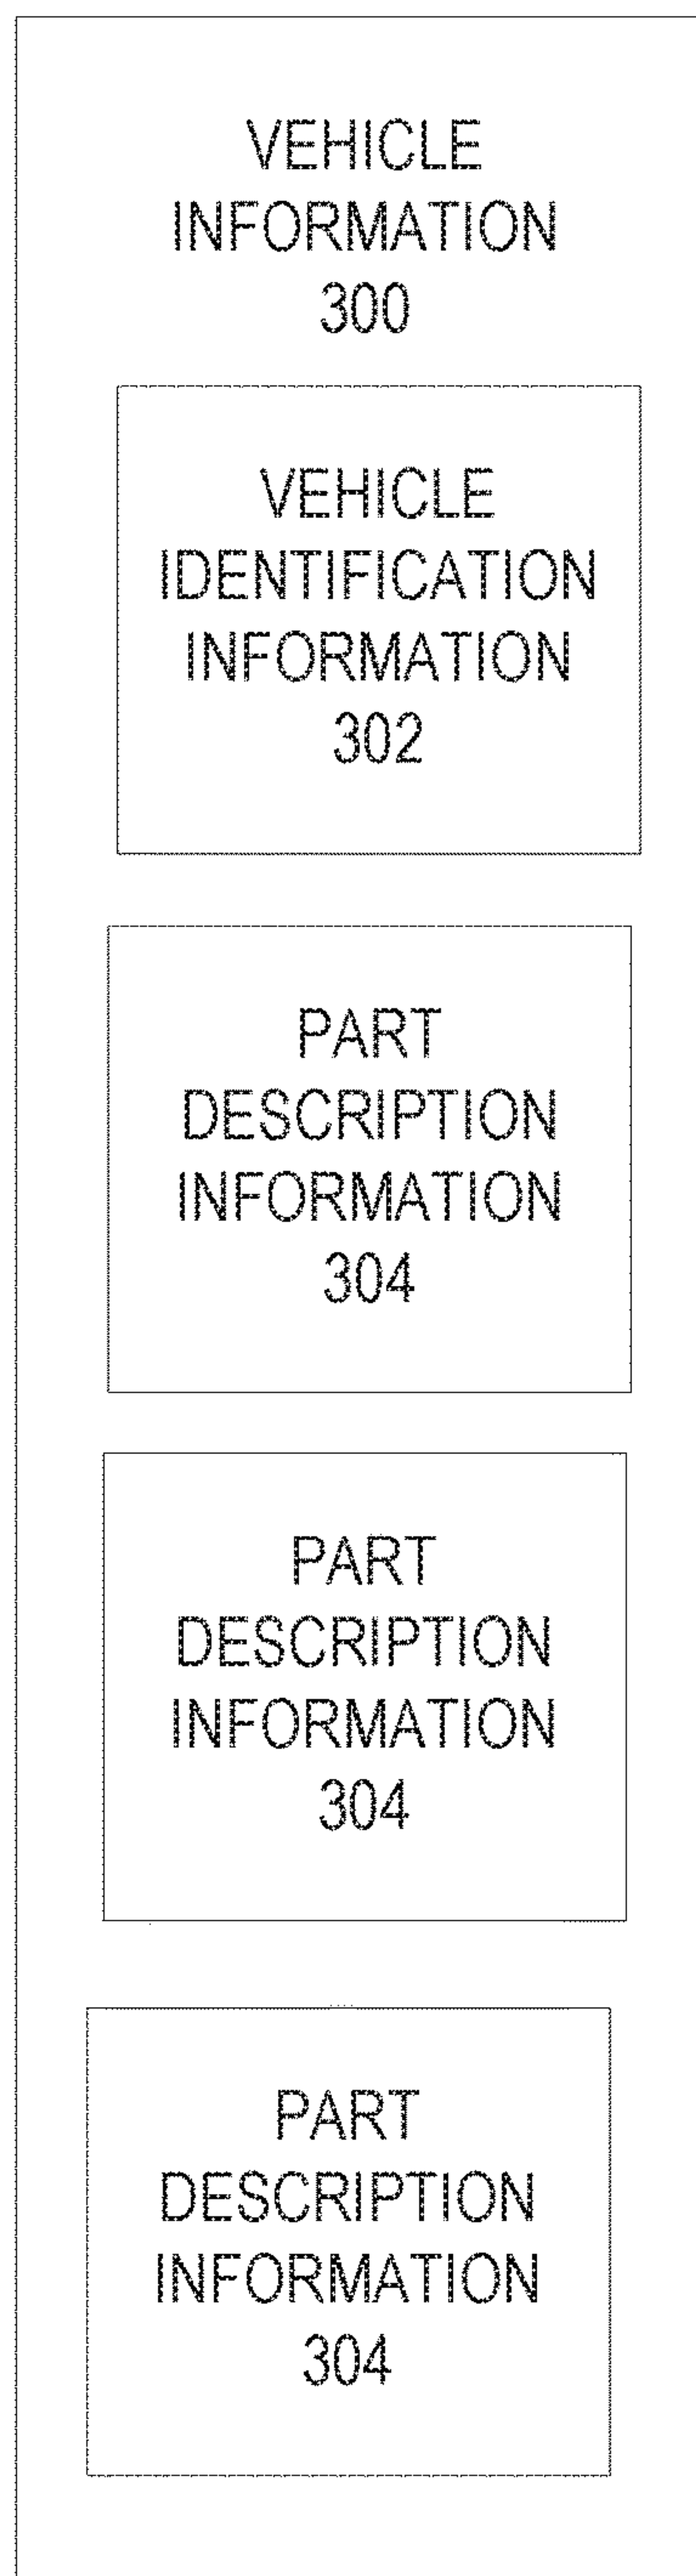 VEHICLE
INFORMATION
300
VEHICLE
IDENTIFICATION
INFORMATION
302
PART
DESCRIPTION
INFORMATION
304
PART
DESCRIPTION
INFORMATION
304
PART
DESCRIPTION
INFORMATION
304